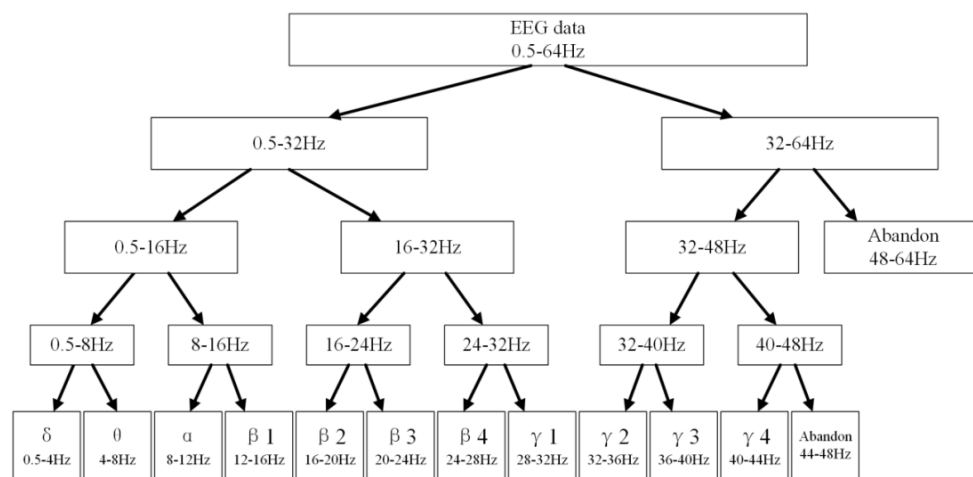 EEG data
0.5-64Hz
0.5-32Hz
32-64Hz
0.5-16Hz
16-32Hz
32-48Hz
Abandon
48-64Hz
0.5-8Hz
8-16Hz
16-24Hz
24-32Hz
32-40Hz
40-48Hz
δ
0.5-4Hz
θ
4-8Hz
α
8-12Hz
β 1
12-16Hz
β 2
16-20Hz
β 3
20-24Hz
β 4
24-28Hz
γ 1
28-32Hz
γ 2
32-36Hz
γ 3
36-40Hz
γ 4
40-44Hz
Abandon
44-48Hz